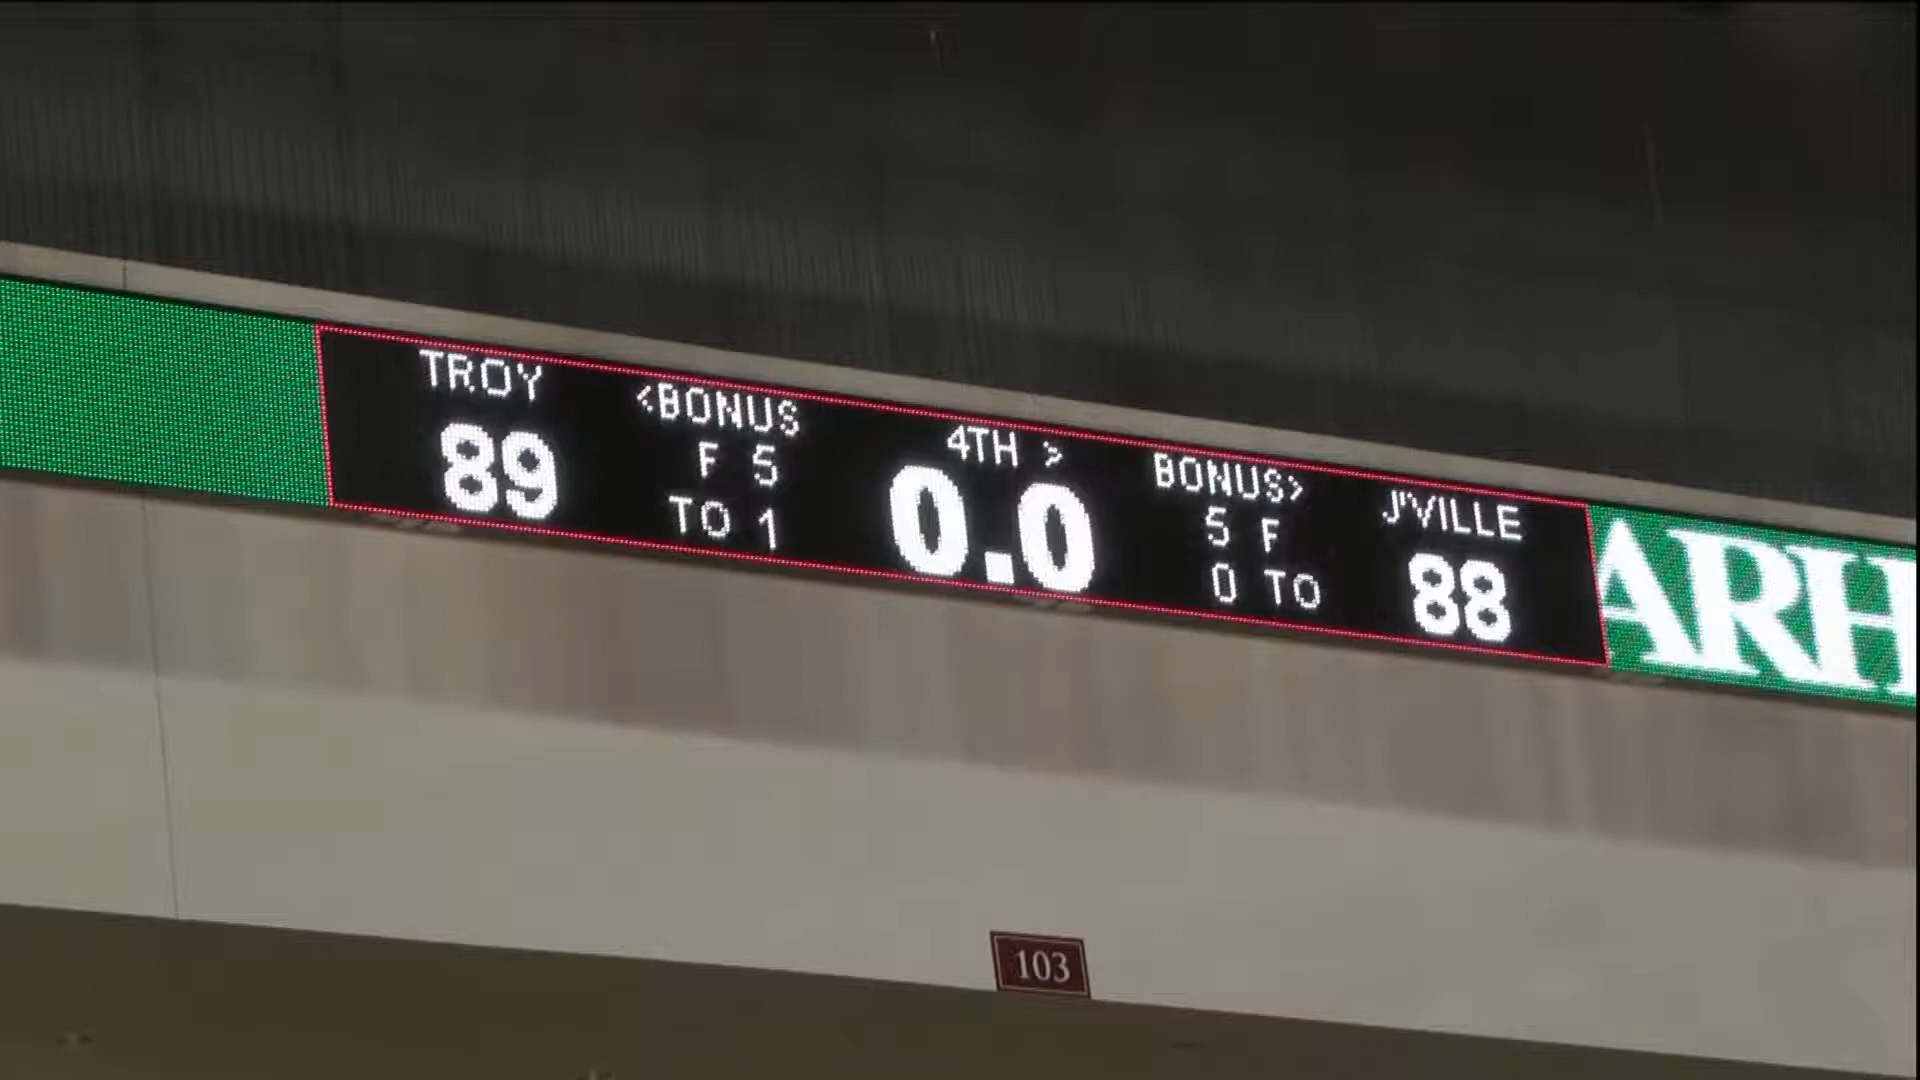 TROY
89
<BONUS
F 5
TO 1
4TH >
0.0
BONUS>
5 F
0 TO
J'VILLE
88
ARH
103